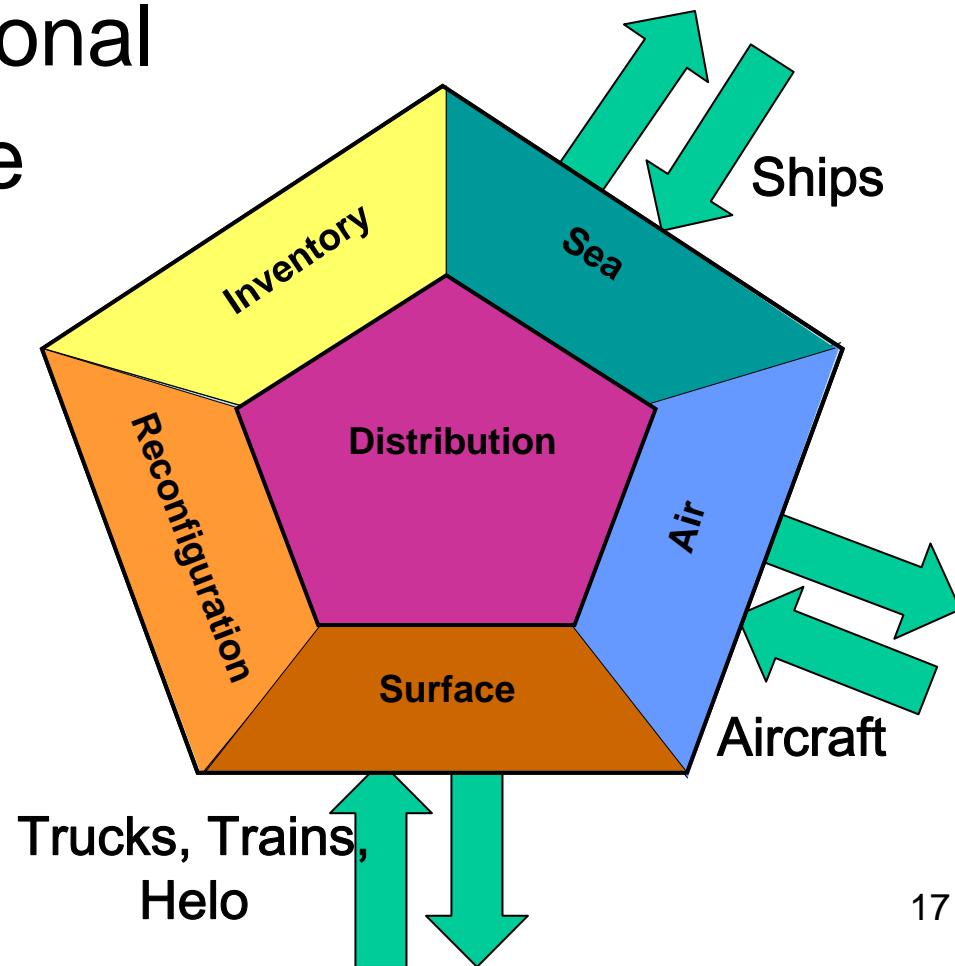 onal
e
Ships
Inventory
Sea
Distribution
Reconfiguration
Air
Surface
Aircraft
Trucks, Trains,
Helo
17